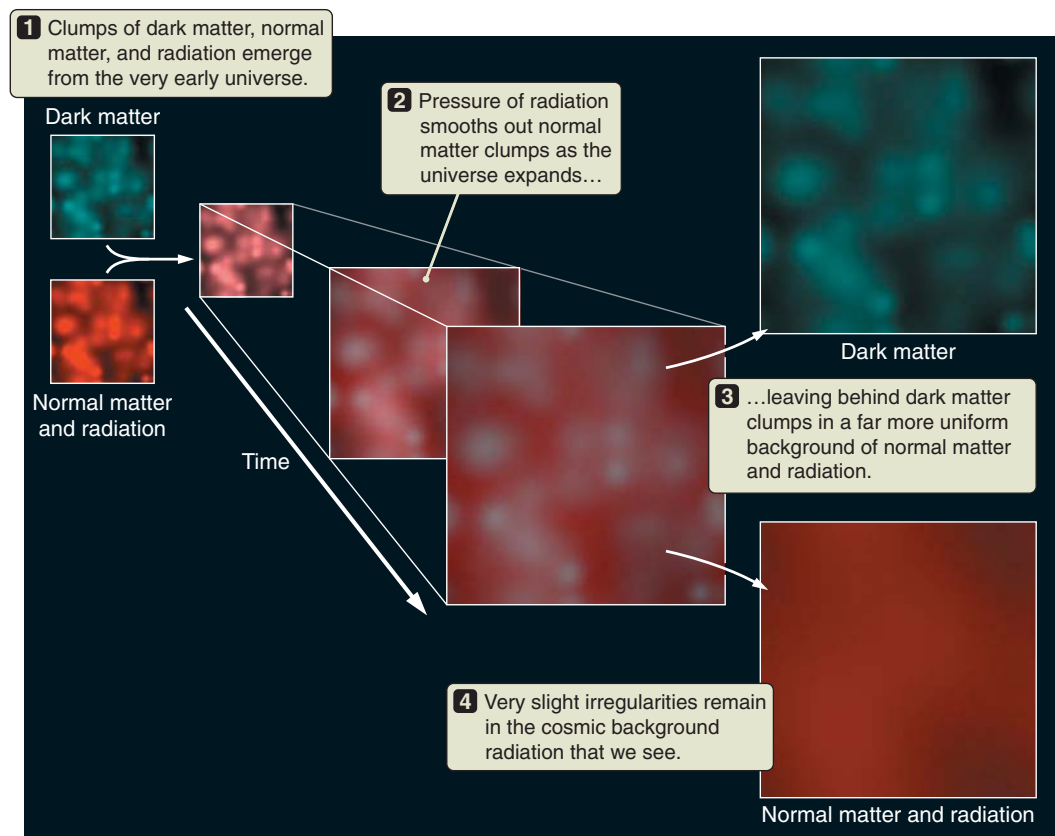 1 Clumps of dark matter, normal
matter, and radiation emerge
from the very early universe.
Dark matter
Normal matter
and radiation
2 Pressure of radiation
smooths out normal
matter clumps as the
universe expands…
Time
Dark matter
3 …leaving behind dark matter
clumps in a far more uniform
background of normal matter
and radiation.
4 Very slight irregularities remain
in the cosmic background
radiation that we see.
Normal matter and radiation